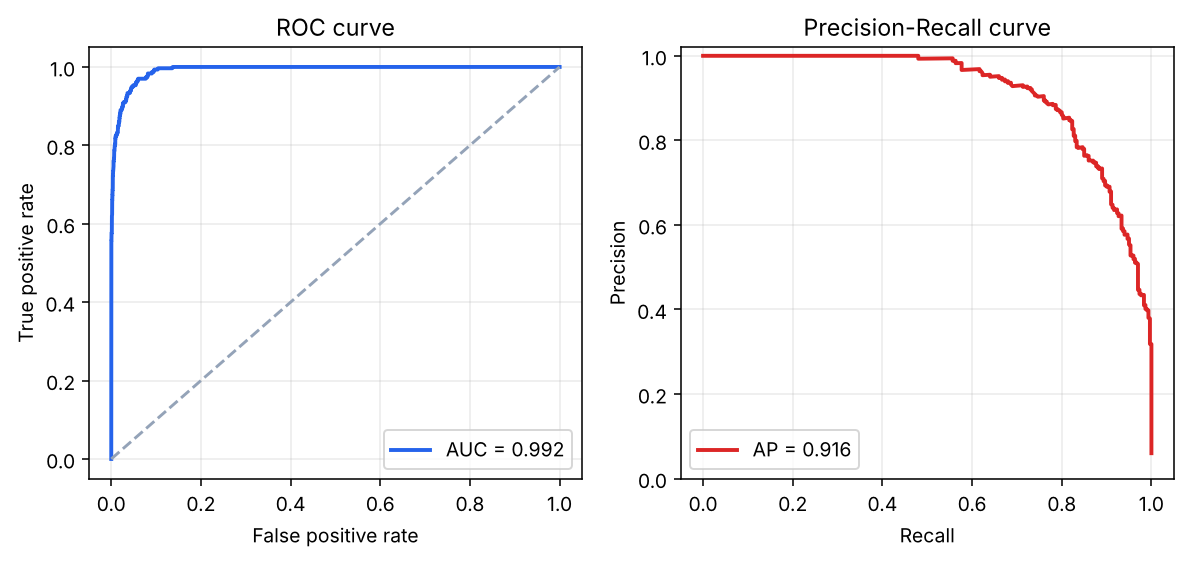 ROC curve
True positive rate
1.0
0.8
0.6
0.4
0.2
0.0
AUC = 0.992
0.0 0.2 0.4 0.6 0.8 1.0
False positive rate
Precision-Recall curve
Precision
1.0
0.8
0.6
0.4
0.2
0.0
AP = 0.916
0.0 0.2 0.4 0.6 0.8 1.0
Recall